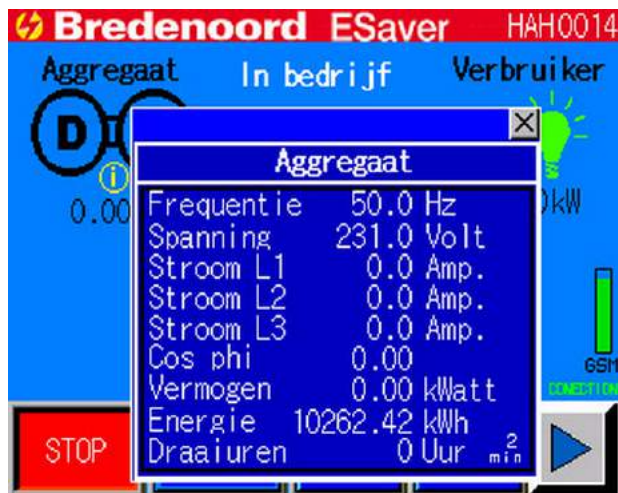 Bredenoord ESaver HAH0014
Aggregaat In bedrijf Verbruiker
D
i
0.00
kW
Aggregaat
Frequentie 50.0 Hz
Spanning 231.0 Volt
Stroom L1 0.0 Amp.
Stroom L2 0.0 Amp.
Stroom L3 0.0 Amp.
Cos phi 0.00
Vermogen 0.00 kWatt
Energie 10262.42 kWh
Draaiuren 0 Uur 2 min
GSM
CONECTION
STOP